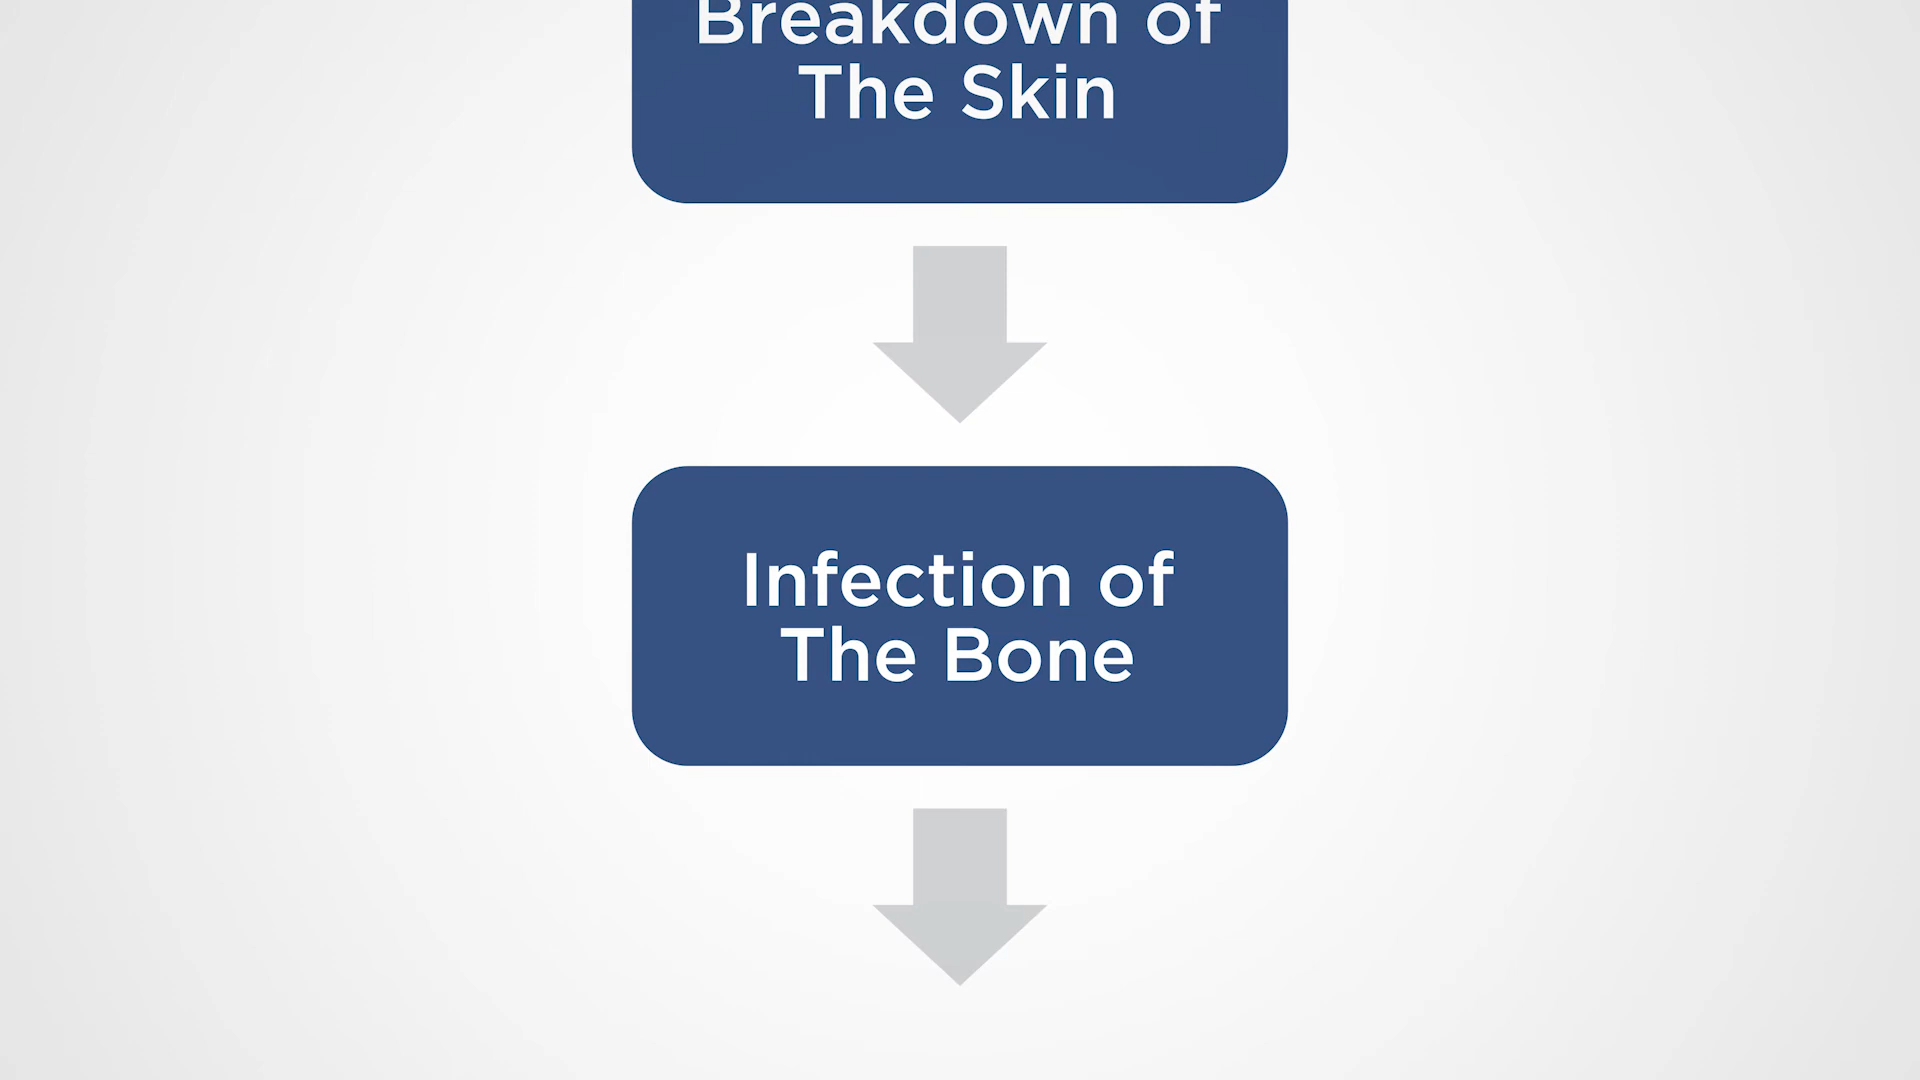 Breakdown of
The Skin
Infection of
The Bone